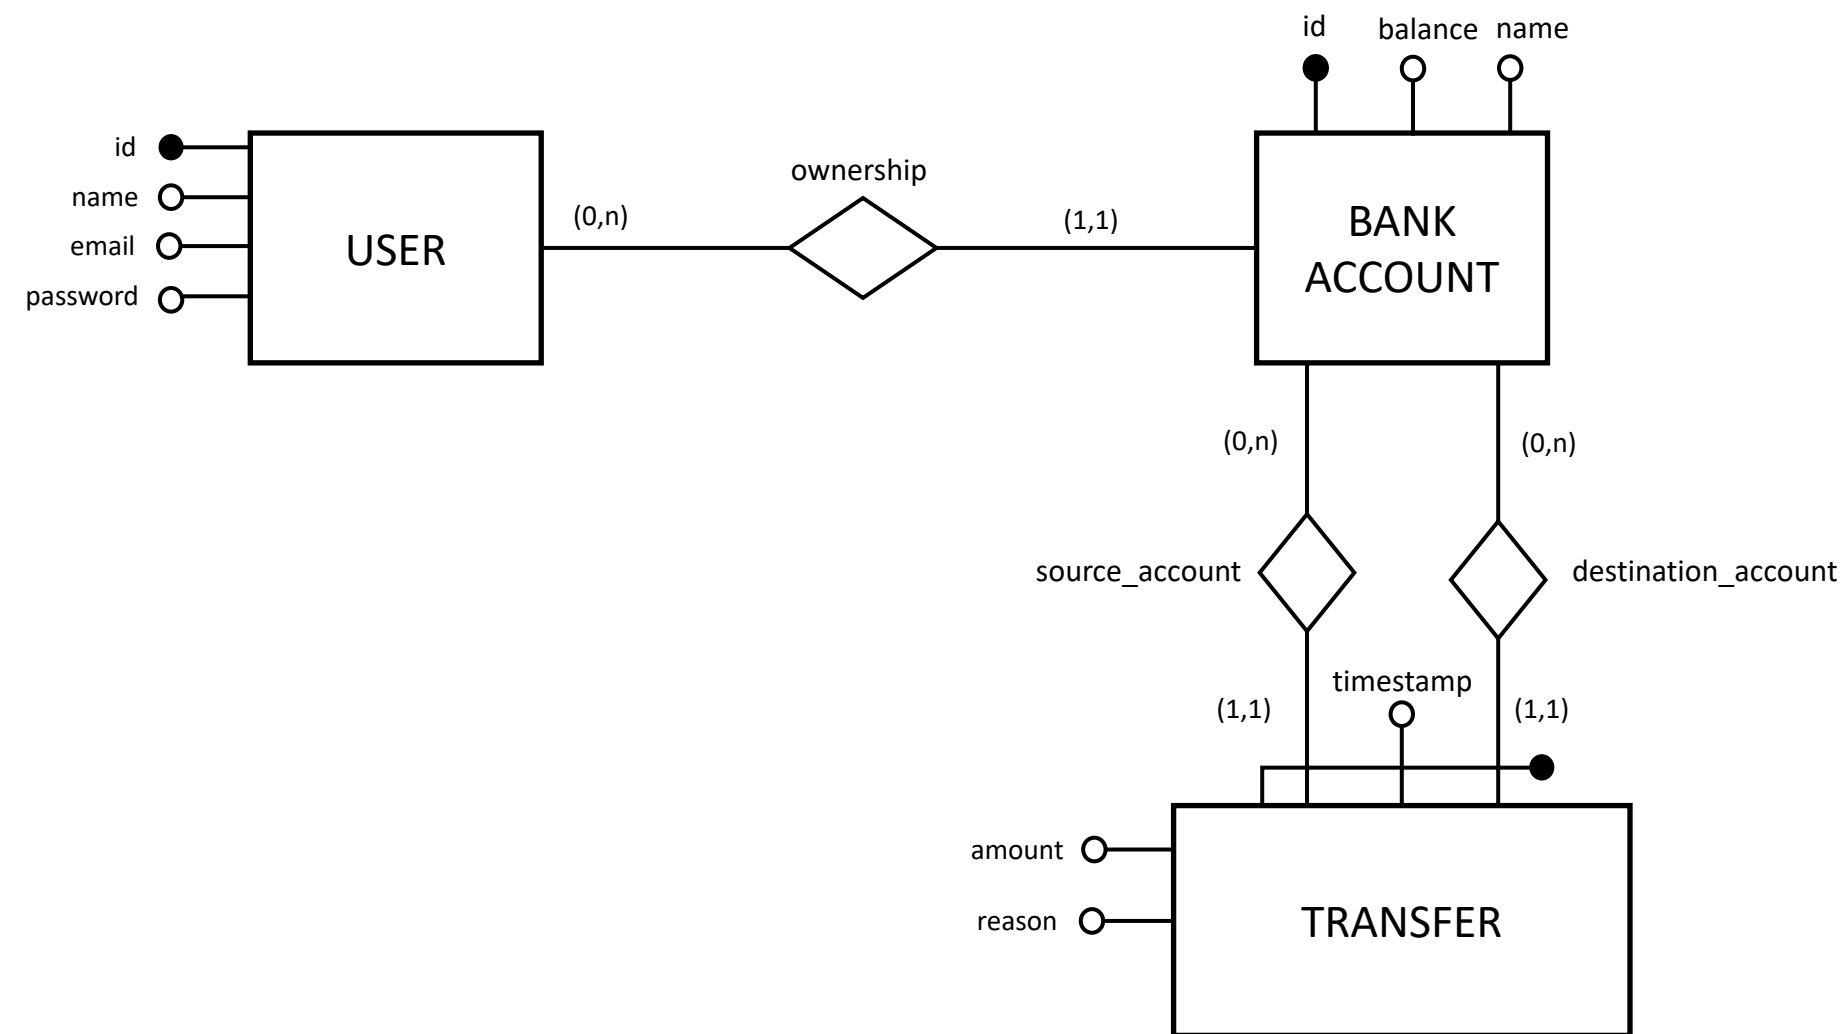 id
balance
name
id
name
email
password
USER
(0,n)
ownership
(1,1)
BANK
ACCOUNT
(0,n)
(0,n)
source_account
destination_account
timestamp
(1,1)
(1,1)
amount
reason
TRANSFER